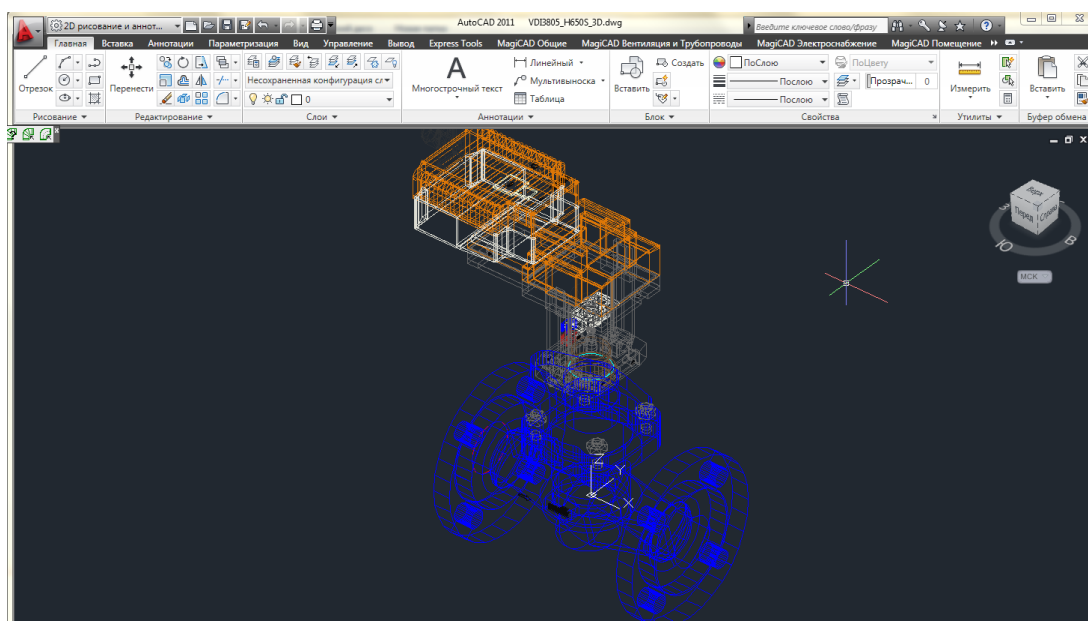 2D рисование и аннот...
AutoCAD 2011 VDI3805_H650S_3D.dwg
Введите ключевое слово/фразу
Главная Вставка Аннотации Параметризация Вид Управление Вывод Express Tools MagiCAD Общие MagiCAD Вентиляция и Трубопроводы MagiCAD Электроснабжение MagiCAD Помещение
Отрезок
Перенести
Несохраненная конфигурация сл
0
A
Многострочный текст
Линейный
Мультивыноска
Таблица
Вставить
Создать
ПоСлою
Послою
Послою
ПоЦвету
Прозрач... 0
Измерить
Вставить
Рисование Редактирование Слои Аннотации Блок Свойства Утилиты Буфер обмена
Верх
Перед Справа
З
Ю В
МСК
Z
Y
X